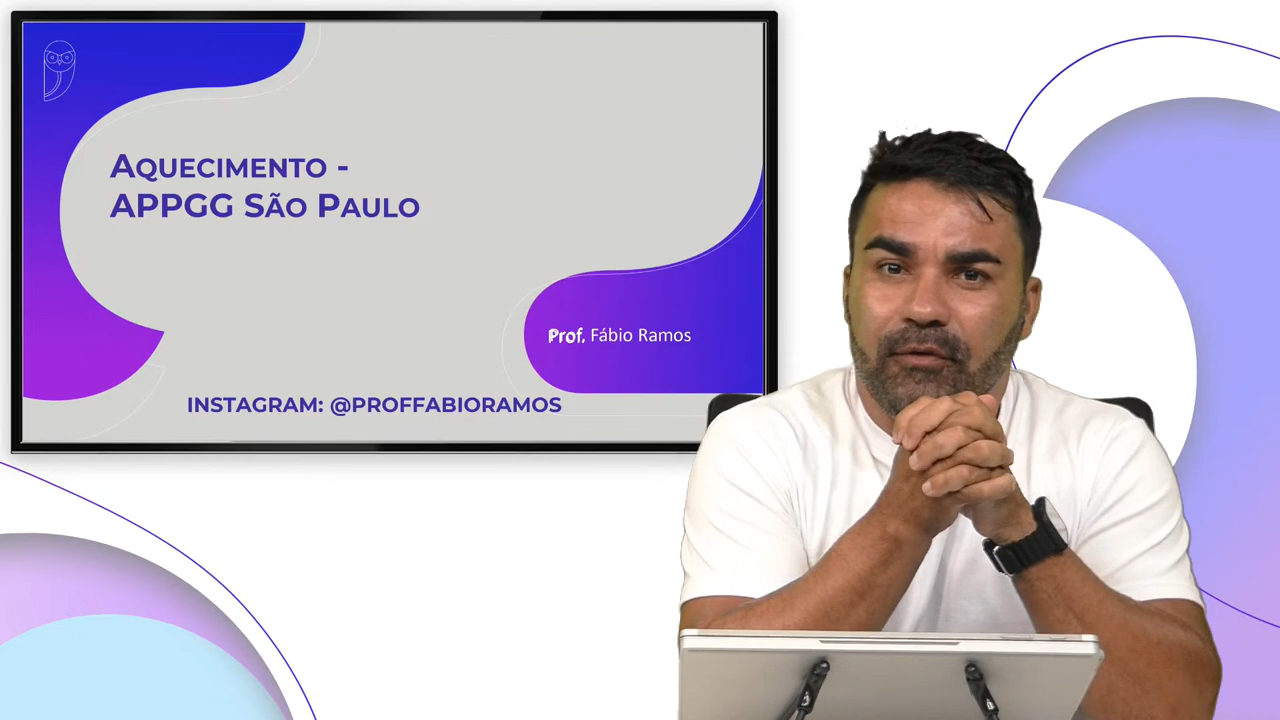 AQUECIMENTO -
APPGG SÃO PAULO
Prof. Fábio Ramos
INSTAGRAM: @PROFFABIORAMOS